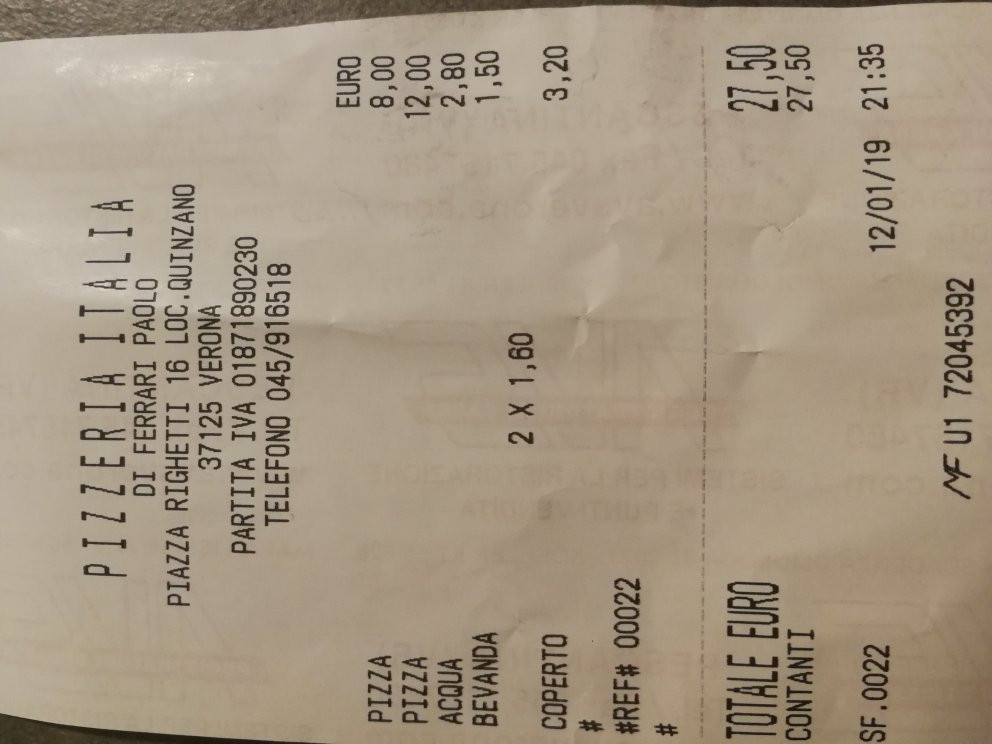 PIZZERIA ITALIA
DI FERRARI PAOLO
PIAZZA RIGHETTI 16 LOC.QUINZANO
37125 VERONA
PARTITA IVA 01871890230
TELEFONO 045/916518
EURO
PIZZA 8,00
PIZZA 12,00
ACQUA 2,80
BEVANDA 1,50
2 X 1,60
COPERTO 3,20
#
#REF# 00022
#
TOTALE EURO 27,50
CONTANTI 27,50
SF.0022 12/01/19 21:35
MF U1 72045392